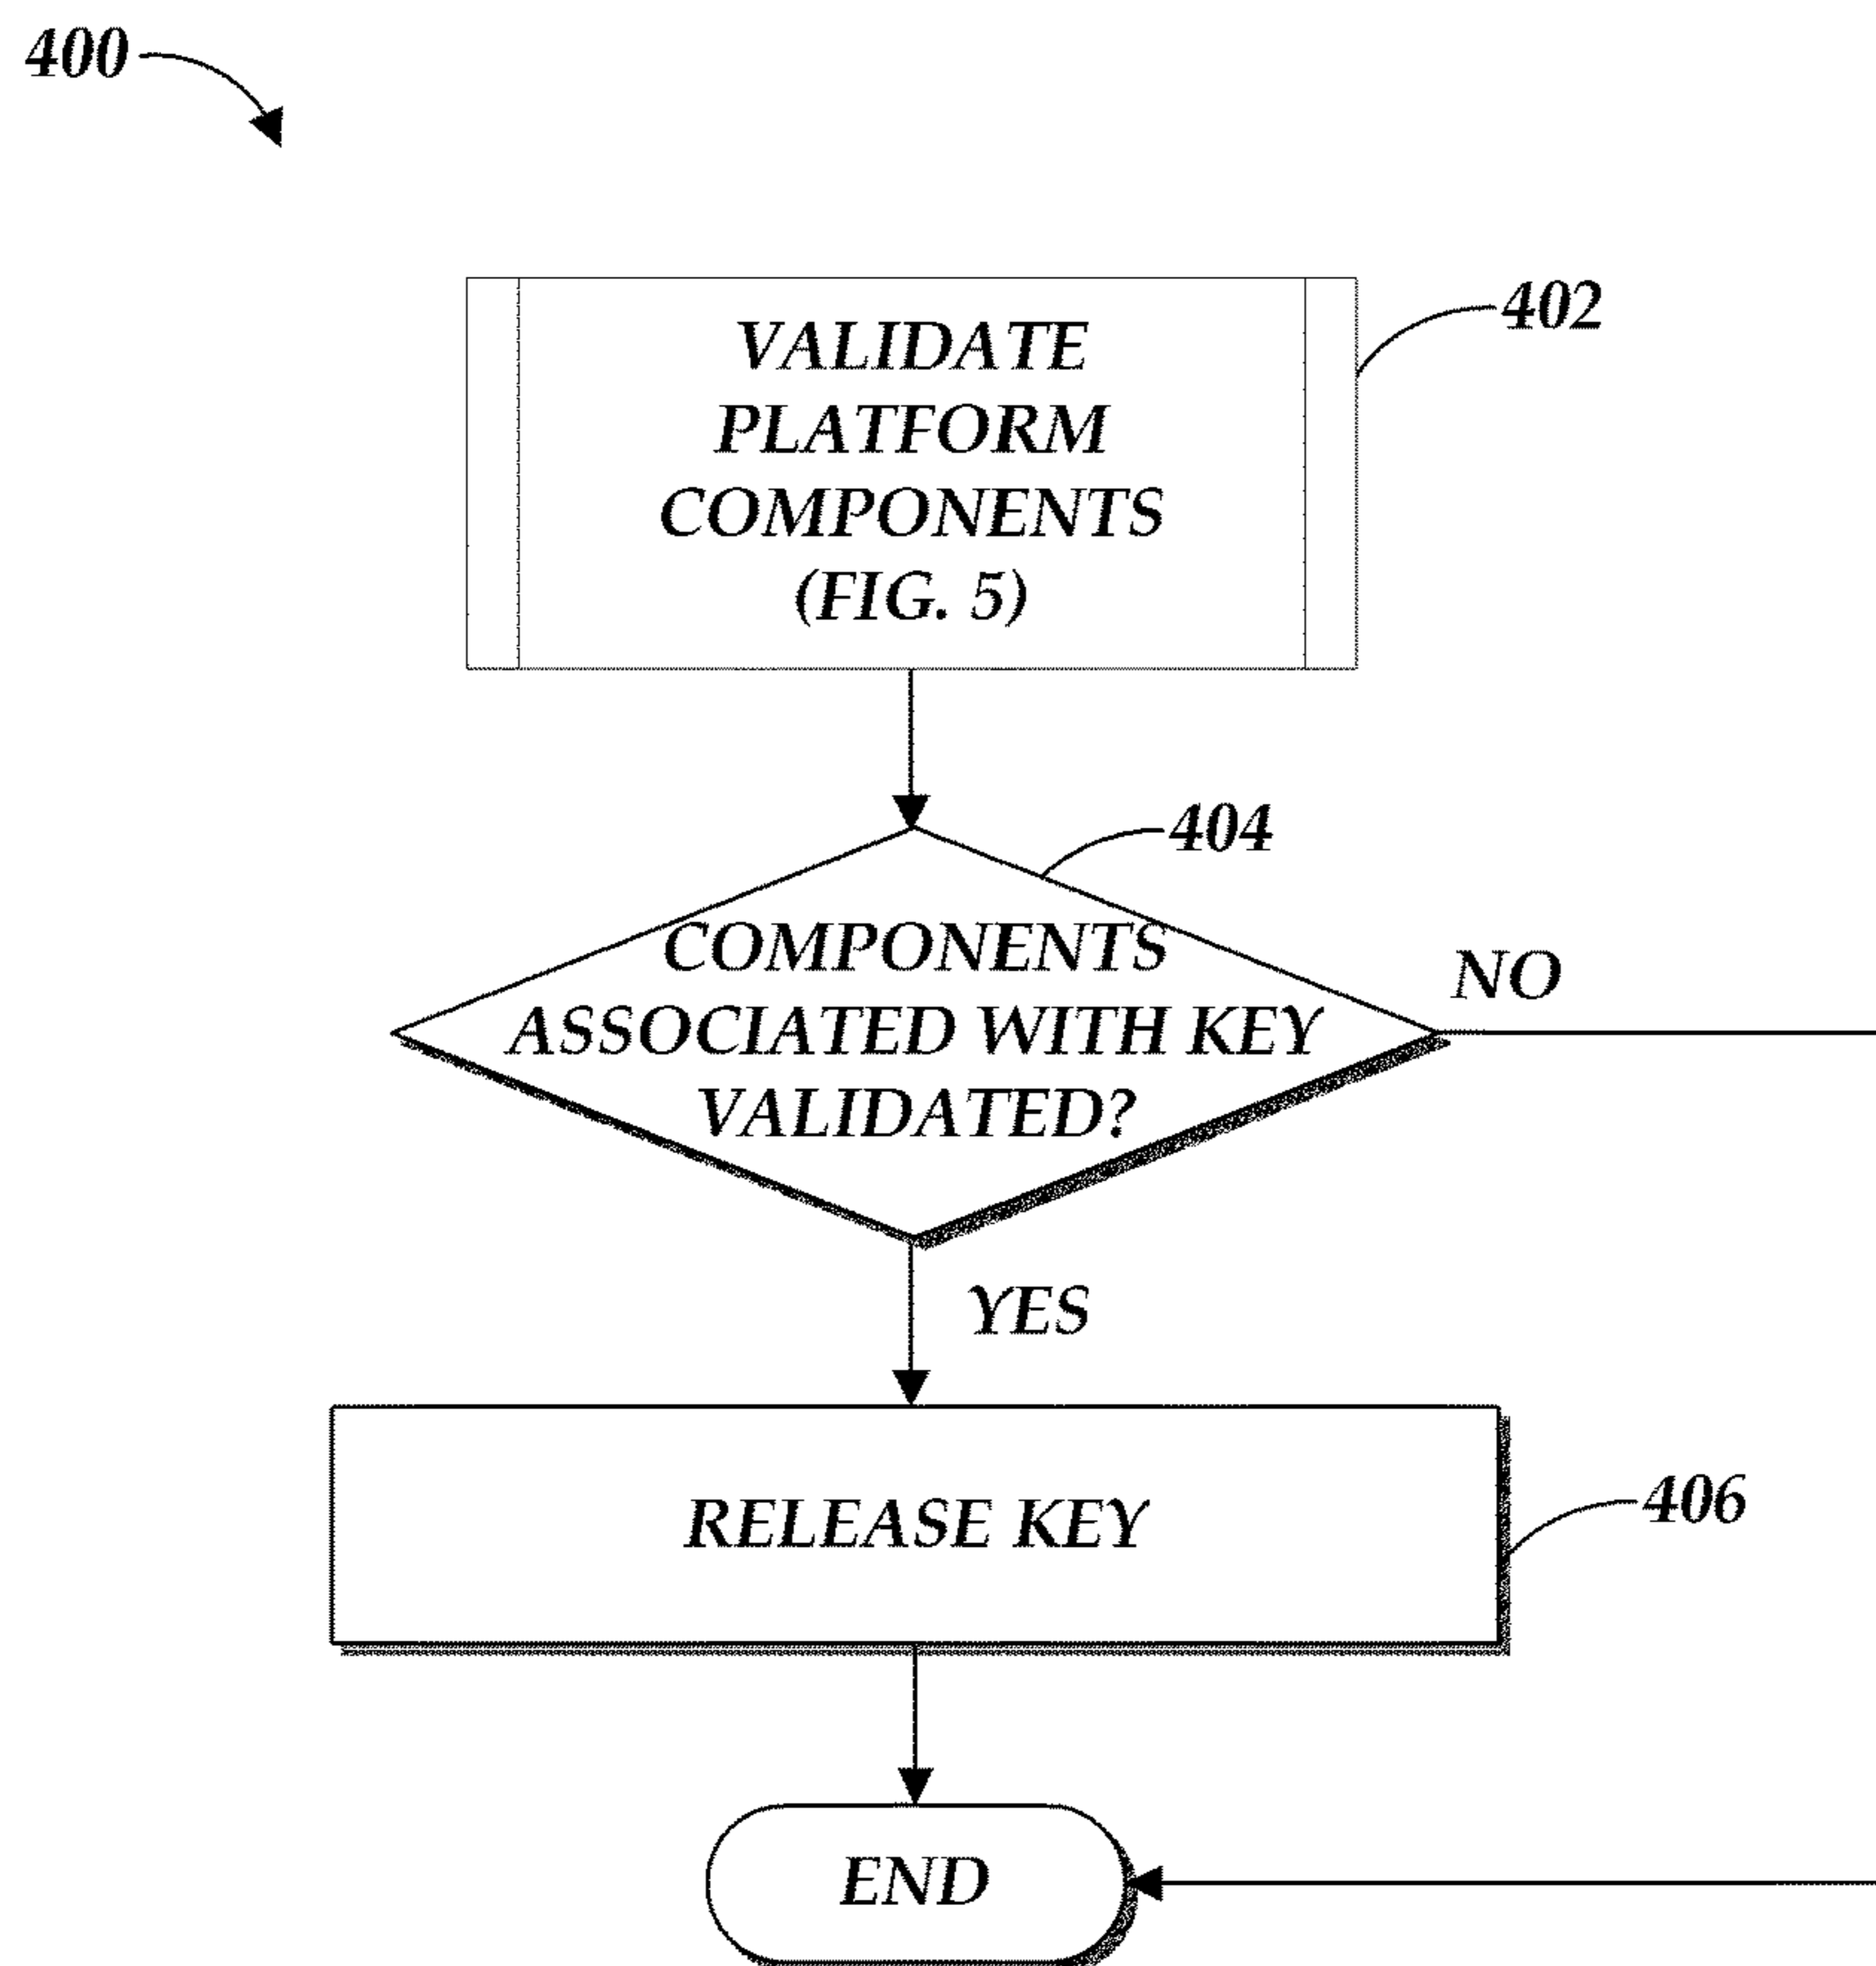 400
VALIDATE
PLATFORM
COMPONENTS
(FIG. 5)
402
404
COMPONENTS
ASSOCIATED WITH KEY
VALIDATED?
NO
YES
RELEASE KEY
406
END